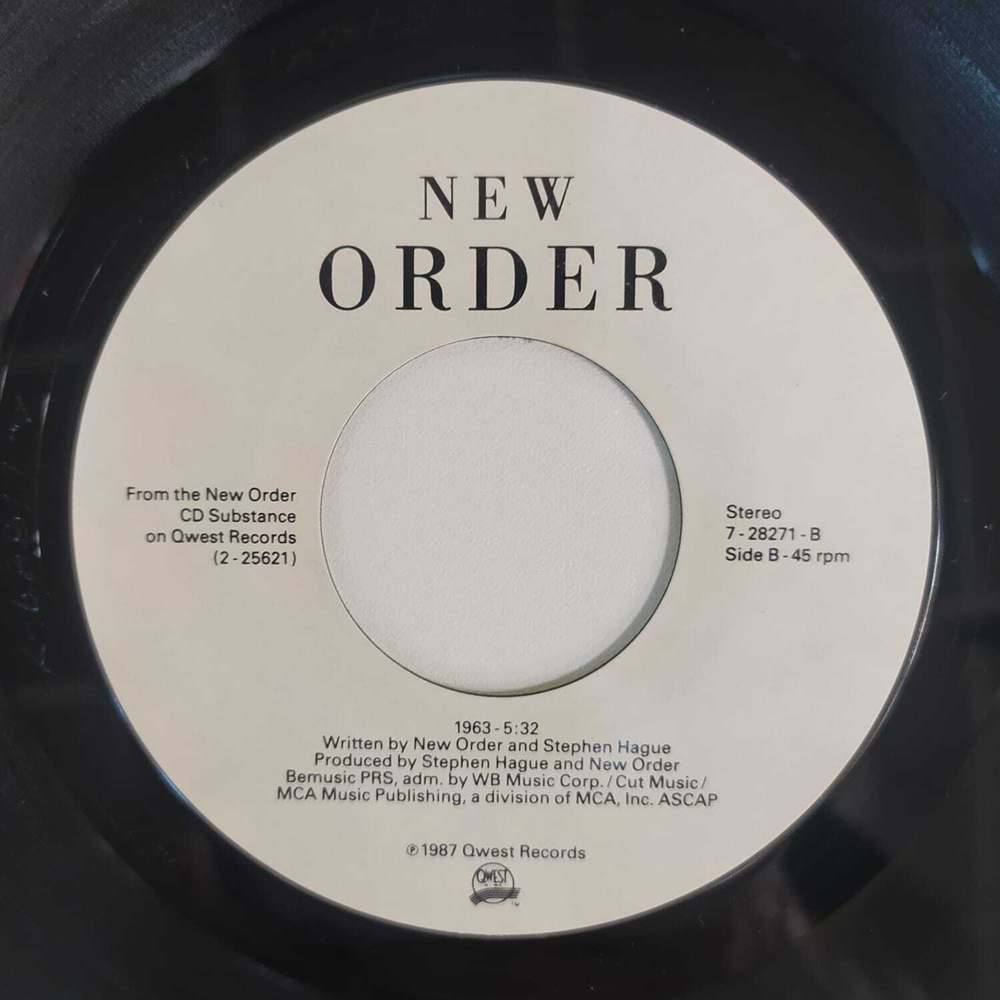 NEW
ORDER
From the New Order
CD Substance
on Qwest Records
(2-25621)
Stereo
7-28271-B
Side B-45 rpm
1963-5:32
Written by New Order and Stephen Hague
Produced by Stephen Hague and New Order
Bemusic PRS, adm. by WB Music Corp./Cut Music/
MCA Music Publishing, a division of MCA, Inc. ASCAP
℗1987 Qwest Records
QWEST
™